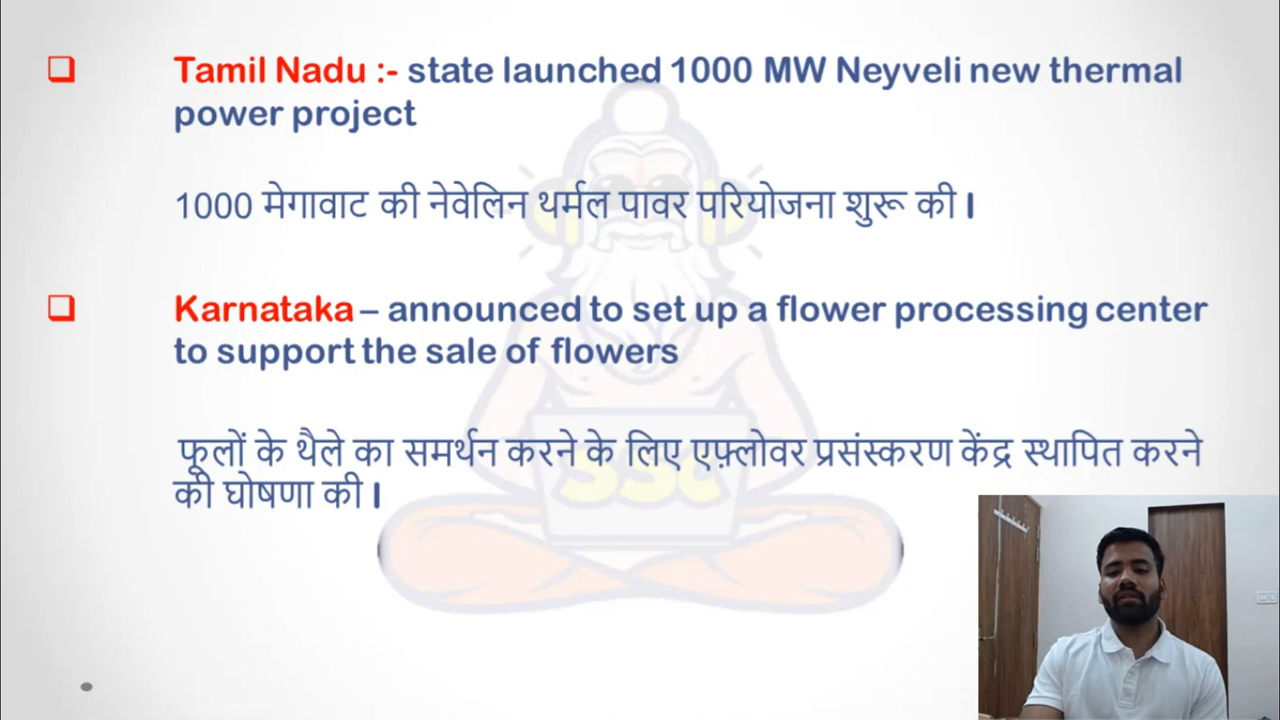 Tamil Nadu :- state launched 1000 MW Neyveli new thermal
power project
1000 मेगावाट की नेवेलिन थर्मल पावर परियोजना शुरू की I
Karnataka – announced to set up a flower processing center
to support the sale of flowers
फूलों के थैले का समर्थन करने के लिए एफ़्लोवर प्रसंस्करण केंद्र स्थापित करने
की घोषणा की I
SSC